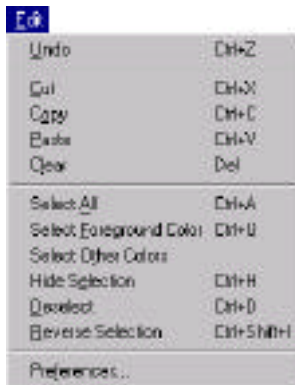 Edit
Undo Ctrl+Z
Cut Ctrl+X
Copy Ctrl+C
Paste Ctrl+V
Clear Del
Select All Ctrl+A
Select Foreground Color Ctrl+U
Select Other Colors
Hide Selection Ctrl+H
Deselect Ctrl+D
Reverse Selection Ctrl+Shift+I
Preferences...